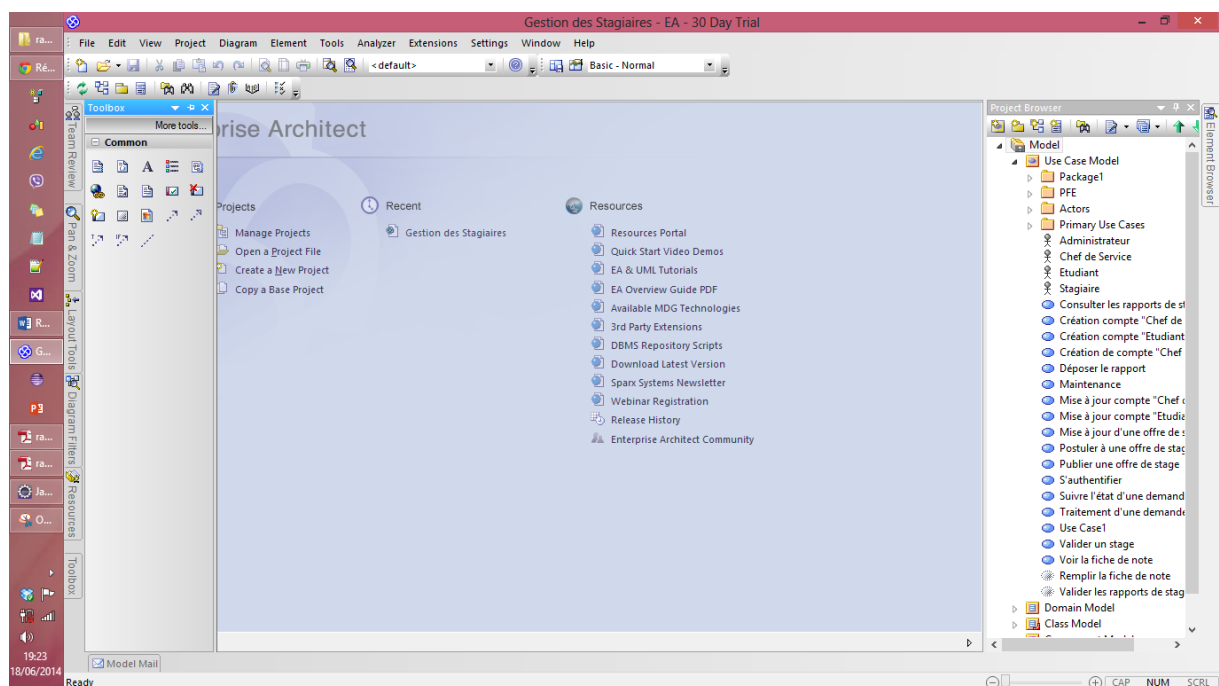 Gestion des Stagiaires - EA - 30 Day Trial
File Edit View Project Diagram Element Tools Analyzer Extensions Settings Window Help
<default>
Basic - Normal
ra...
Ré...
R...
G...
ra...
ra...
Ja...
O...
19:23
18/06/2014
Team Review
Pan & Zoom
Layout Tools
Diagram Filters
Resources
Toolbox
Toolbox
More tools...
Common
prise Architect
Projects
Manage Projects
Open a Project File
Create a New Project
Copy a Base Project
Recent
Gestion des Stagiaires
Resources
Resources Portal
Quick Start Video Demos
EA & UML Tutorials
EA Overview Guide PDF
Available MDG Technologies
3rd Party Extensions
DBMS Repository Scripts
Download Latest Version
Sparx Systems Newsletter
Webinar Registration
Release History
Enterprise Architect Community
Project Browser
Model
Use Case Model
Package1
PFE
Actors
Primary Use Cases
Administrateur
Chef de Service
Etudiant
Stagiaire
Consulter les rapports de st
Création compte "Chef de
Création compte "Etudiant
Création de compte "Chef
Déposer le rapport
Maintenance
Mise à jour compte "Chef
Mise à jour compte "Etudia
Mise à jour d'une offre de s
Postuler à une offre de stag
Publier une offre de stage
S'authentifier
Suivre l'état d'une demand
Traitement d'une demande
Use Case1
Valider un stage
Voir la fiche de note
Remplir la fiche de note
Valider les rapports de stag
Domain Model
Class Model
Element Browser
Model Mail
Ready
CAP NUM SCRL